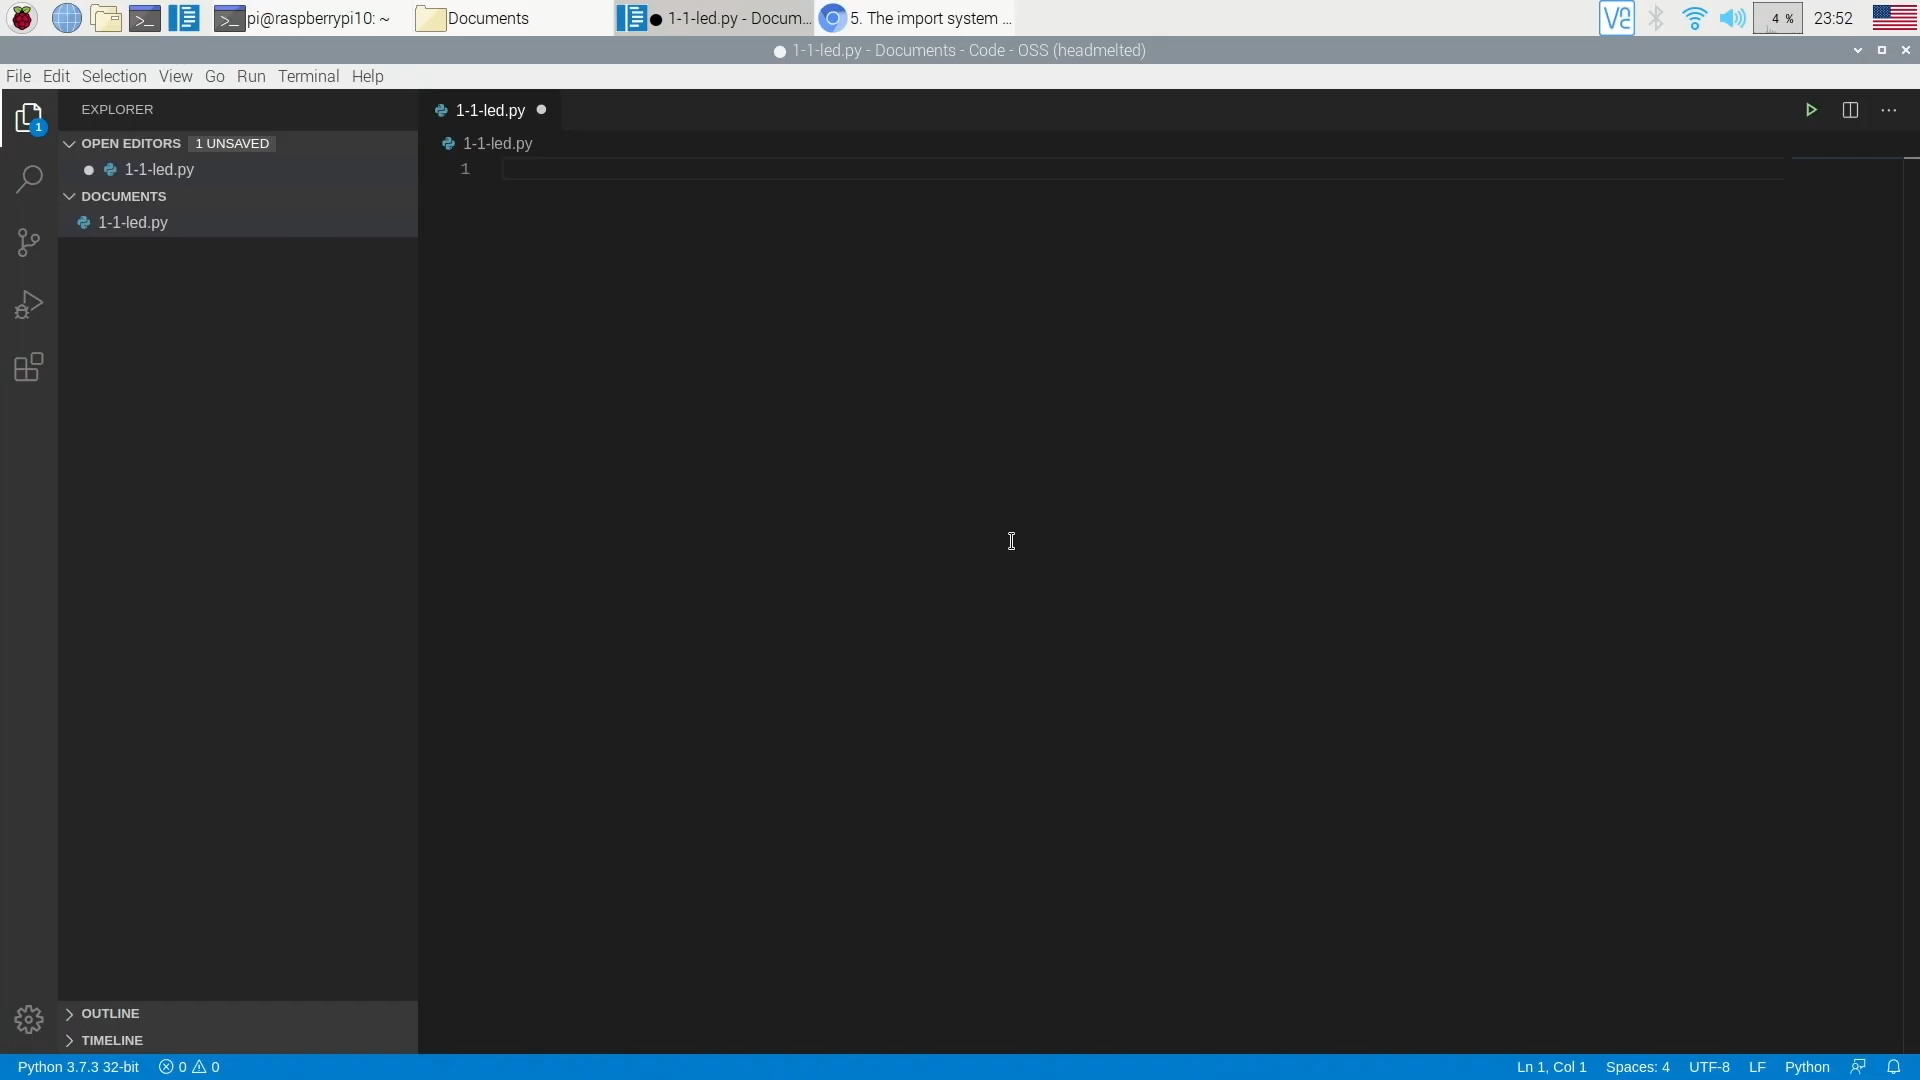 pi@raspberrypi10: ~
Documents
● 1-1-led.py - Docum...
5. The import system ...
4 %
23:52
● 1-1-led.py - Documents - Code - OSS (headmelted)
File Edit Selection View Go Run Terminal Help
EXPLORER
1-1-led.py
1
OPEN EDITORS 1 UNSAVED
1-1-led.py
1-1-led.py
1
DOCUMENTS
1-1-led.py
OUTLINE
TIMELINE
Python 3.7.3 32-bit
0 0
Ln 1, Col 1
Spaces: 4
UTF-8
LF
Python